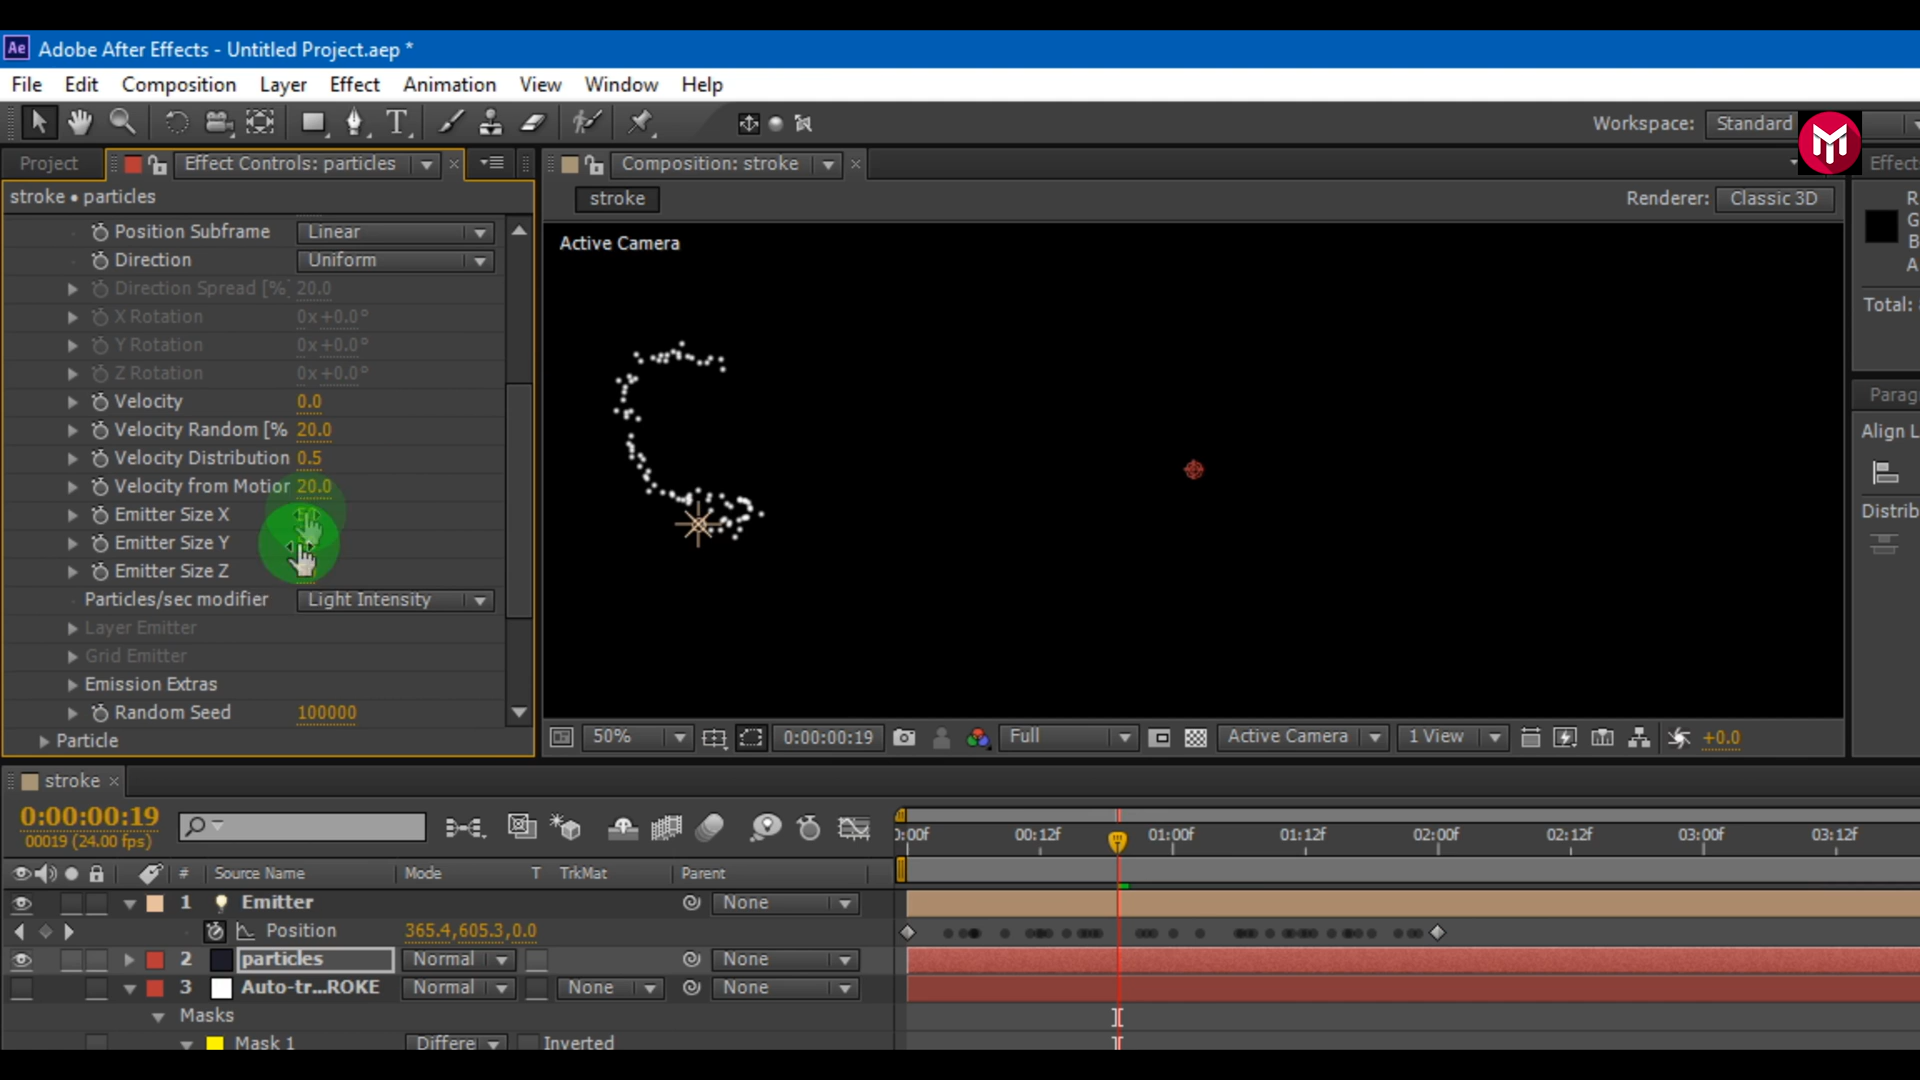 Ae Adobe After Effects - Untitled Project.aep *
File Edit Composition Layer Effect Animation View Window Help
T Workspace: Standard
Project Effect Controls: particles Composition: stroke Effects
stroke • particles
stroke Renderer: Classic 3D
Active Camera
Position Subframe Linear
Direction Uniform
Direction Spread [% 20.0
X Rotation 0x+0.0°
Y Rotation 0x+0.0°
Z Rotation 0x+0.0°
Velocity 0.0
Velocity Random [% 20.0
Velocity Distribution 0.5
Velocity from Motion 20.0
Emitter Size X
Emitter Size Y
Emitter Size Z
Particles/sec modifier Light Intensity
Layer Emitter
Grid Emitter
Emission Extras
Random Seed 100000
Particle
R
G
B
A
Total:
Parag
Align L
Distrib
50% 0:00:00:19 Full Active Camera 1 View +0.0
stroke
0:00:00:19
00019 (24.00 fps)
0:00f 00:12f 01:00f 01:12f 02:00f 02:12f 03:00f 03:12f
# Source Name Mode T TrkMat Parent
1 Emitter None
Position 365.4,605.3,0.0
2 particles Normal None
3 Auto-tr...ROKE Normal None None
Masks
Mask 1 Differe Inverted